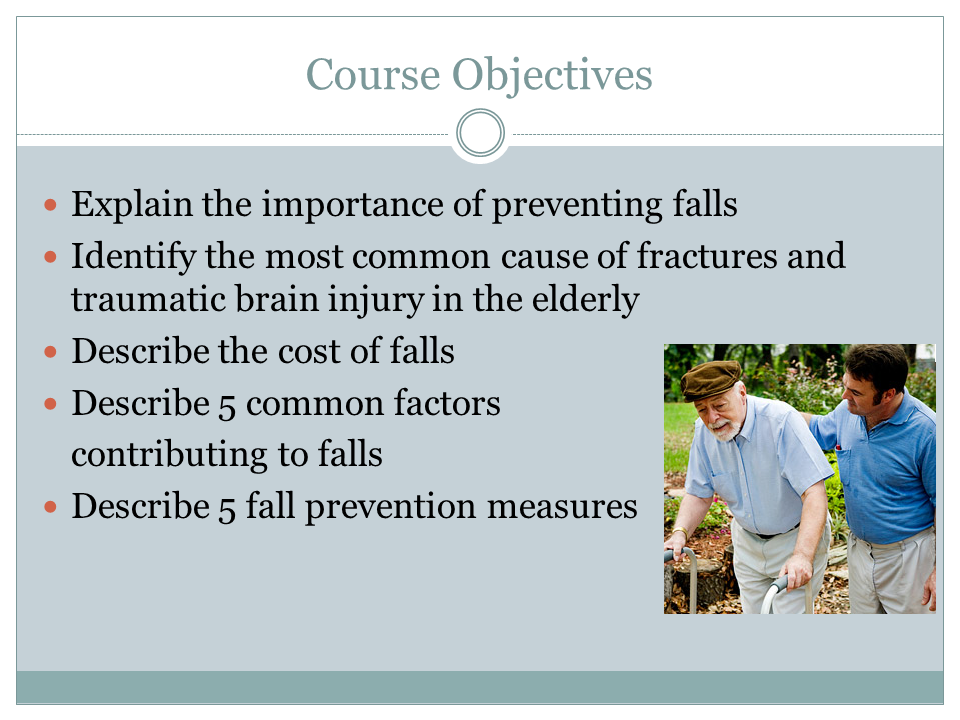 Course Objectives
Explain the importance of preventing falls
Identify the most common cause of fractures and
traumatic brain injury in the elderly
Describe the cost of falls
Describe 5 common factors
contributing to falls
Describe 5 fall prevention measures